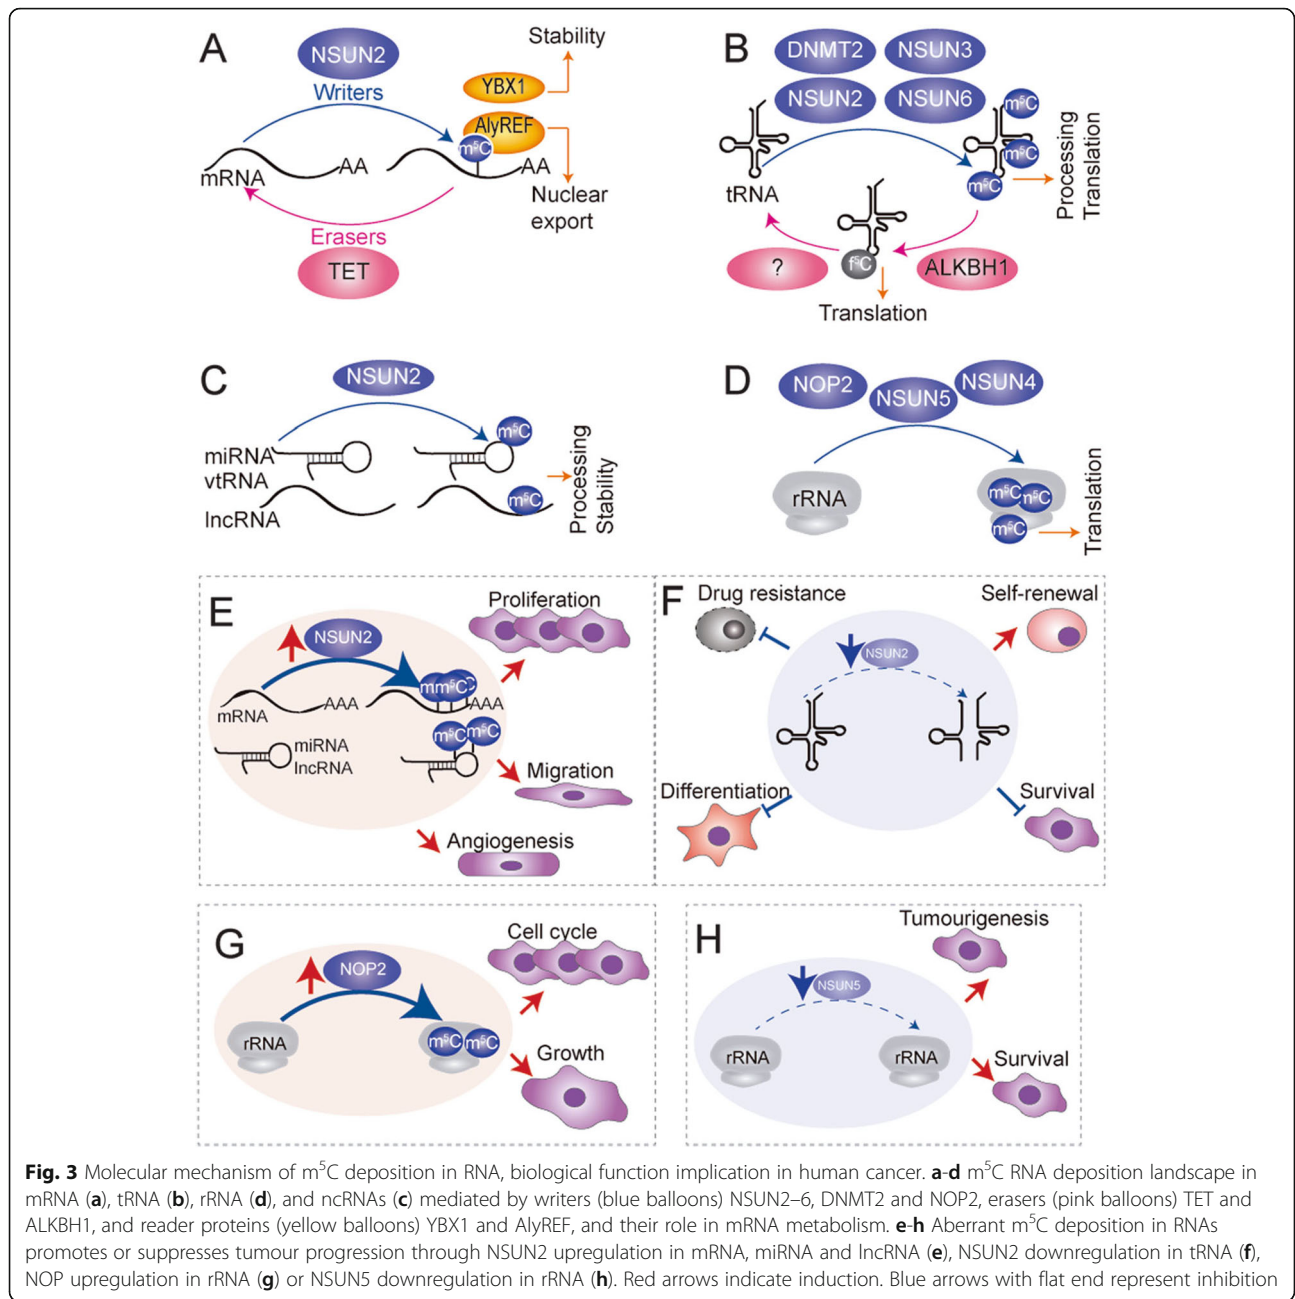 A
NSUN2
Writers
Stability
YBX1
AlyREF
m⁵C
mRNA
AA
AA
Nuclear
export
Erasers
TET
B
DNMT2
NSUN3
NSUN2
NSUN6
m⁵C
m⁵C
m⁵C
tRNA
Processing
Translation
?
f⁵C
ALKBH1
Translation
C
NSUN2
m⁵C
miRNA
vtRNA
lncRNA
m⁵C
Processing
Stability
D
NOP2
NSUN5
NSUN4
rRNA
m⁵C
m⁵C
Translation
E
NSUN2
Proliferation
m⁵C
mRNA
AAA
AAA
miRNA
lncRNA
m⁵C
m⁵C
Migration
Angiogenesis
F
Drug resistance
Self-renewal
NSUN2
Differentiation
Survival
G
NOP2
Cell cycle
rRNA
m⁵C
m⁵C
Growth
H
Tumourigenesis
NSUN5
rRNA
rRNA
Survival
Fig. 3 Molecular mechanism of m⁵C deposition in RNA, biological function implication in human cancer. a-d m⁵C RNA deposition landscape in
mRNA (a), tRNA (b), rRNA (d), and ncRNAs (c) mediated by writers (blue balloons) NSUN2–6, DNMT2 and NOP2, erasers (pink balloons) TET and
ALKBH1, and reader proteins (yellow balloons) YBX1 and AlyREF, and their role in mRNA metabolism. e-h Aberrant m⁵C deposition in RNAs
promotes or suppresses tumour progression through NSUN2 upregulation in mRNA, miRNA and lncRNA (e), NSUN2 downregulation in tRNA (f),
NOP upregulation in rRNA (g) or NSUN5 downregulation in rRNA (h). Red arrows indicate induction. Blue arrows with flat end represent inhibition